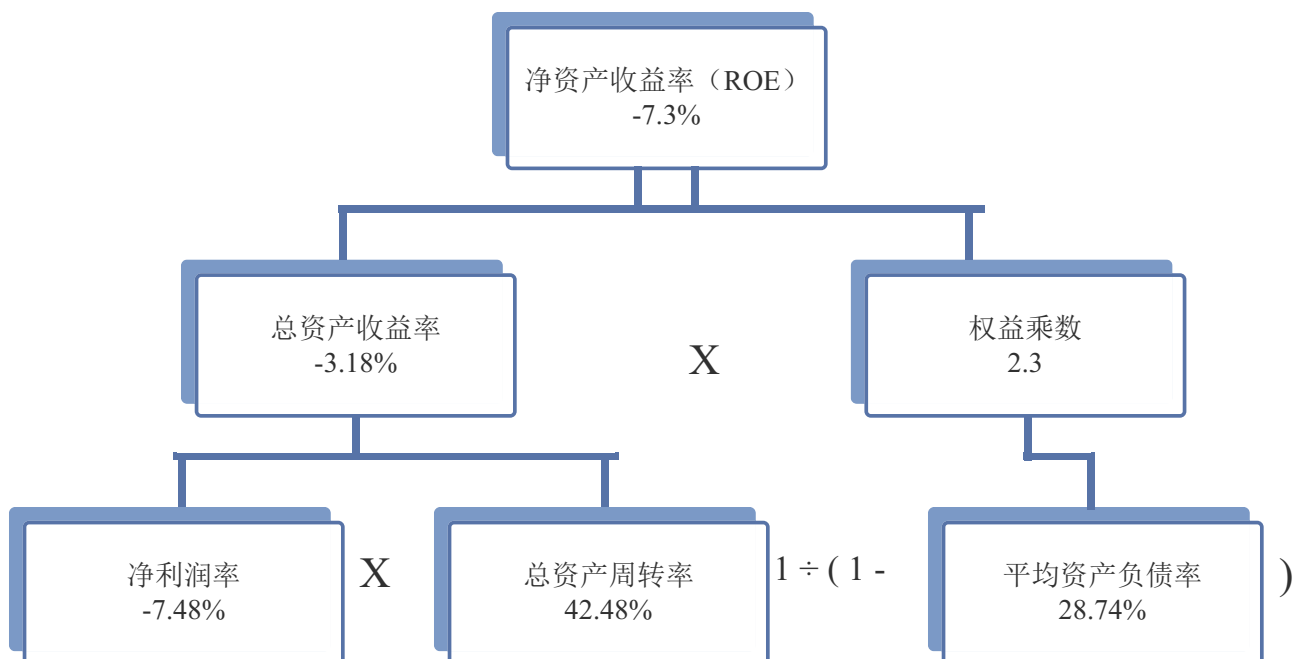 净资产收益率（ROE）
-7.3%
总资产收益率
-3.18%
X
权益乘数
2.3
净利润率
-7.48%
X
总资产周转率
42.48%
1 ÷ ( 1 -
平均资产负债率
28.74%
)